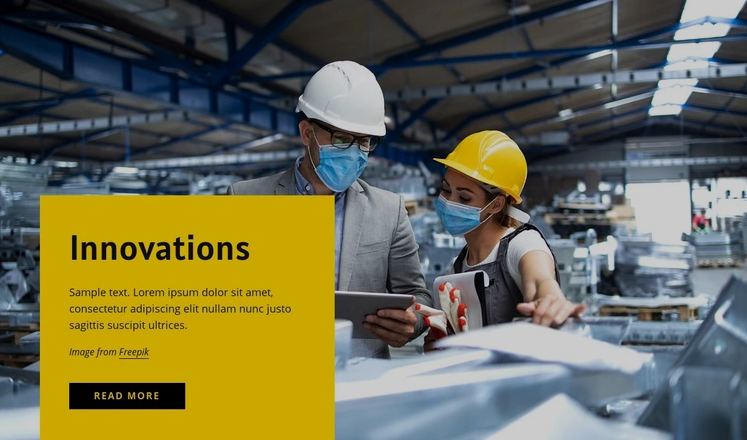 Innovations
Sample text. Lorem ipsum dolor sit amet,
consectetur adipiscing elit nullam nunc justo
sagittis suscipit ultrices.
Image from Freepik
READ MORE